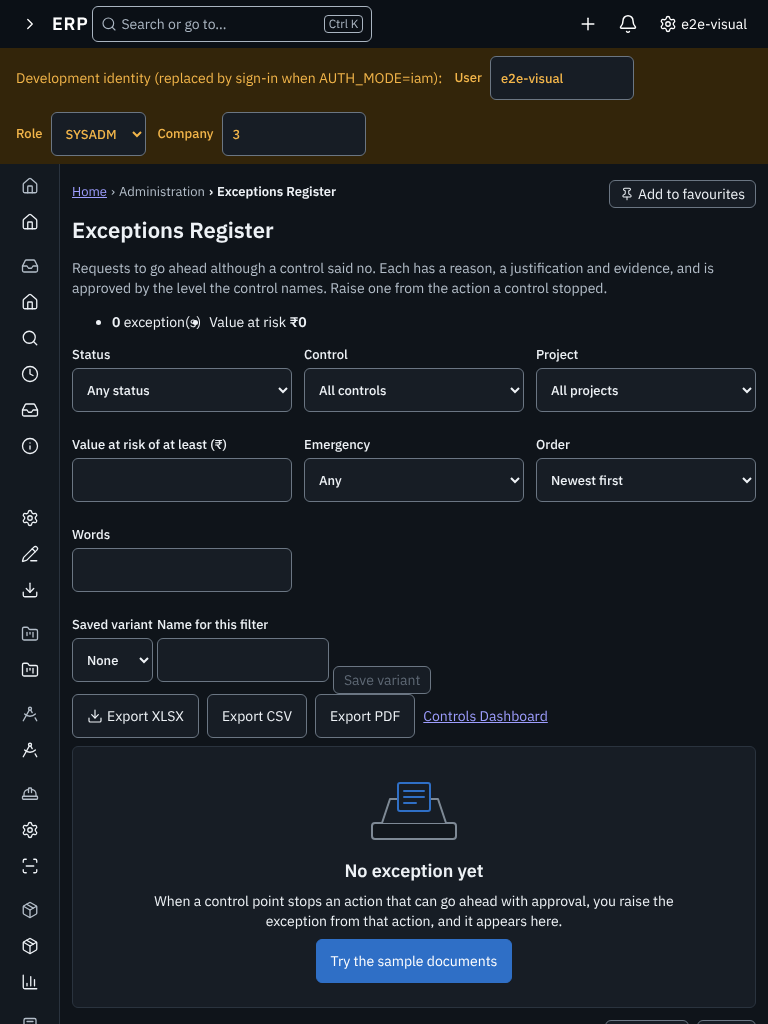 ERP
Search or go to...
Ctrl K
e2e-visual
Development identity (replaced by sign-in when AUTH_MODE=iam): User e2e-visual
Role SYSADM Company 3
Home › Administration › Exceptions Register
Add to favourites
Exceptions Register
Requests to go ahead although a control said no. Each has a reason, a justification and evidence, and is
approved by the level the control names. Raise one from the action a control stopped.
• 0 exception(s) • Value at risk ₹0
Status Control Project
Any status All controls All projects
Value at risk of at least (₹) Emergency Order
Any Newest first
Words
Saved variant Name for this filter
None
Save variant
Export XLSX Export CSV Export PDF Controls Dashboard
No exception yet
When a control point stops an action that can go ahead with approval, you raise the
exception from that action, and it appears here.
Try the sample documents